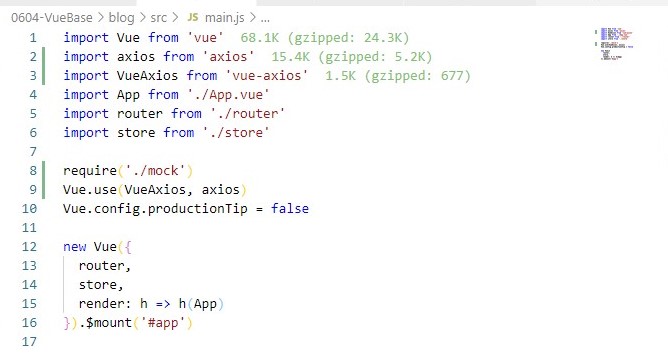 0604-VueBase > blog > src > JS main.js > ...
1 import Vue from 'vue' 68.1K (gzipped: 24.3K)
2 import axios from 'axios' 15.4K (gzipped: 5.2K)
3 import VueAxios from 'vue-axios' 1.5K (gzipped: 677)
4 import App from './App.vue'
5 import router from './router'
6 import store from './store'
7
8 require('./mock')
9 Vue.use(VueAxios, axios)
10 Vue.config.productionTip = false
11
12 new Vue({
13   router,
14   store,
15   render: h => h(App)
16 }).$mount('#app')
17